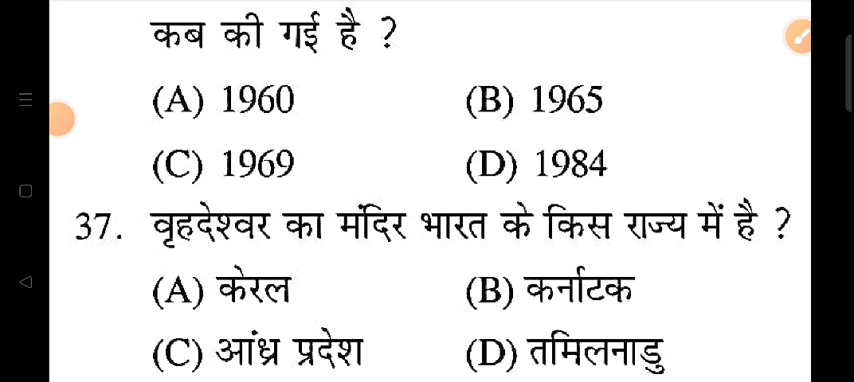 कब की गई है ?
(A) 1960 (B) 1965
(C) 1969 (D) 1984
37. वृहदेश्वर का मंदिर भारत के किस राज्य में है ?
(A) केरल (B) कर्नाटक
(C) आंध्र प्रदेश (D) तमिलनाडु